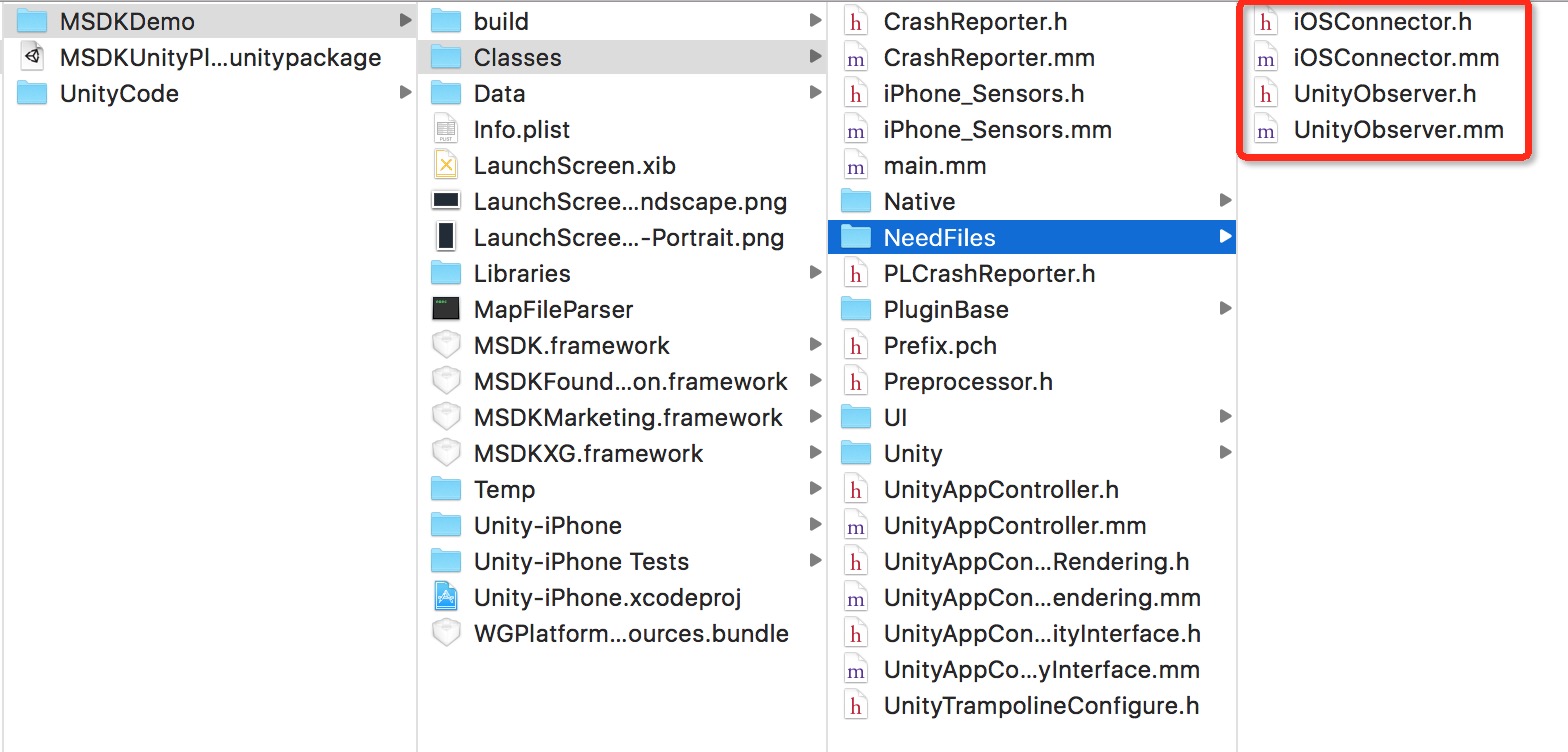 MSDKDemo
MSDKUnityPl...unitypackage
UnityCode
build
Classes
Data
Info.plist
LaunchScreen.xib
LaunchScree...ndscape.png
LaunchScree...-Portrait.png
Libraries
MapFileParser
MSDK.framework
MSDKFound...on.framework
MSDKMarketing.framework
MSDKXG.framework
Temp
Unity-iPhone
Unity-iPhone Tests
Unity-iPhone.xcodeproj
WGPlatform...ources.bundle
CrashReporter.h
CrashReporter.mm
iPhone_Sensors.h
iPhone_Sensors.mm
main.mm
Native
NeedFiles
PLCrashReporter.h
PluginBase
Prefix.pch
Preprocessor.h
UI
Unity
UnityAppController.h
UnityAppController.mm
UnityAppCon...Rendering.h
UnityAppCon...endering.mm
UnityAppCon...ityInterface.h
UnityAppCo...yInterface.mm
UnityTrampolineConfigure.h
iOSConnector.h
iOSConnector.mm
UnityObserver.h
UnityObserver.mm